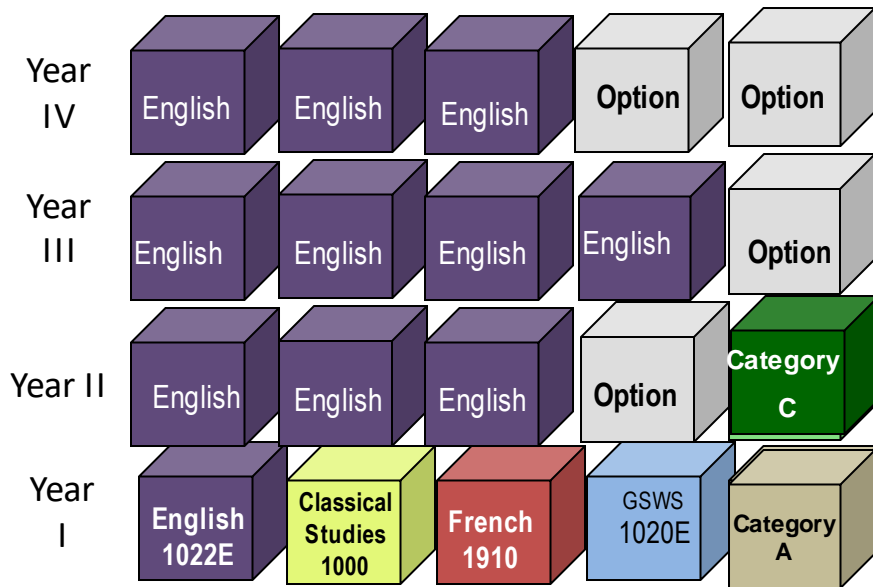 Year
IV
English
English
English
Option
Option
Year
III
English
English
English
English
Option
Year II
English
English
English
Option
Category
C
Year
I
English
1022E
Classical
Studies
1000
French
1910
GSWS
1020E
Category
A